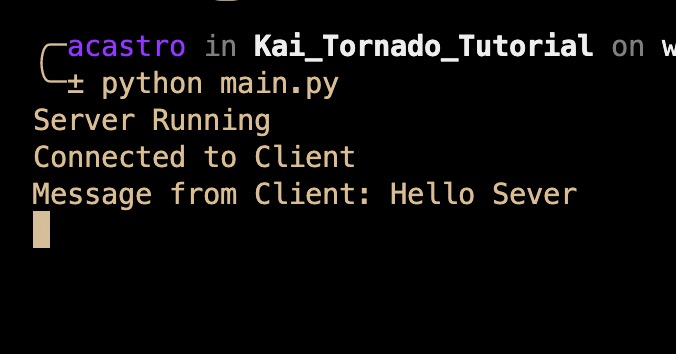 acastro in Kai_Tornado_Tutorial on w
± python main.py
Server Running
Connected to Client
Message from Client: Hello Sever